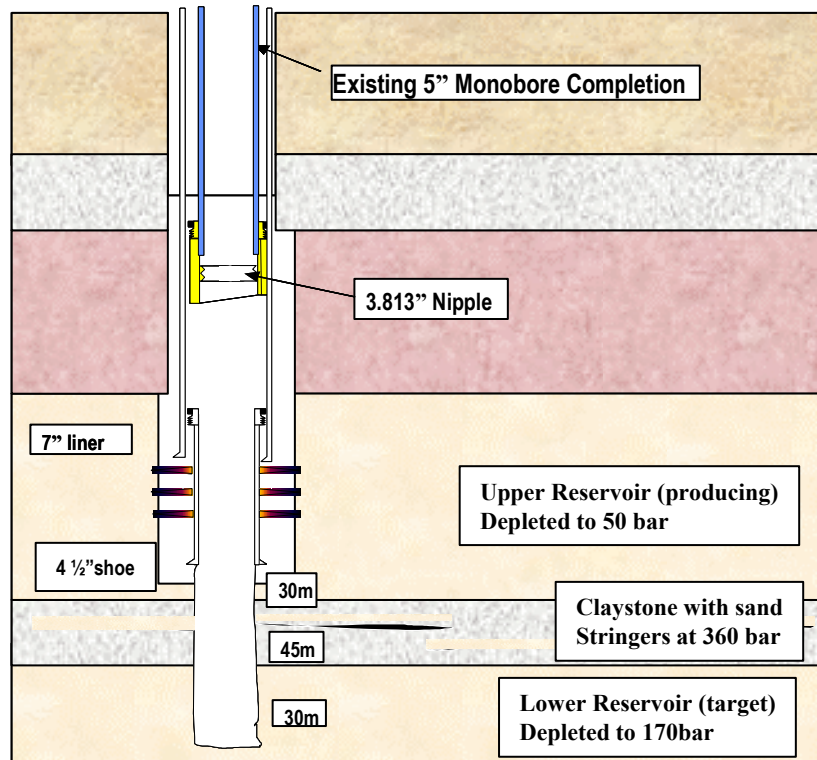 Existing 5” Monobore Completion
3.813” Nipple
7” liner
Upper Reservoir (producing)
Depleted to 50 bar
4 ½”shoe
30m
Claystone with sand
Stringers at 360 bar
45m
Lower Reservoir (target)
Depleted to 170bar
30m